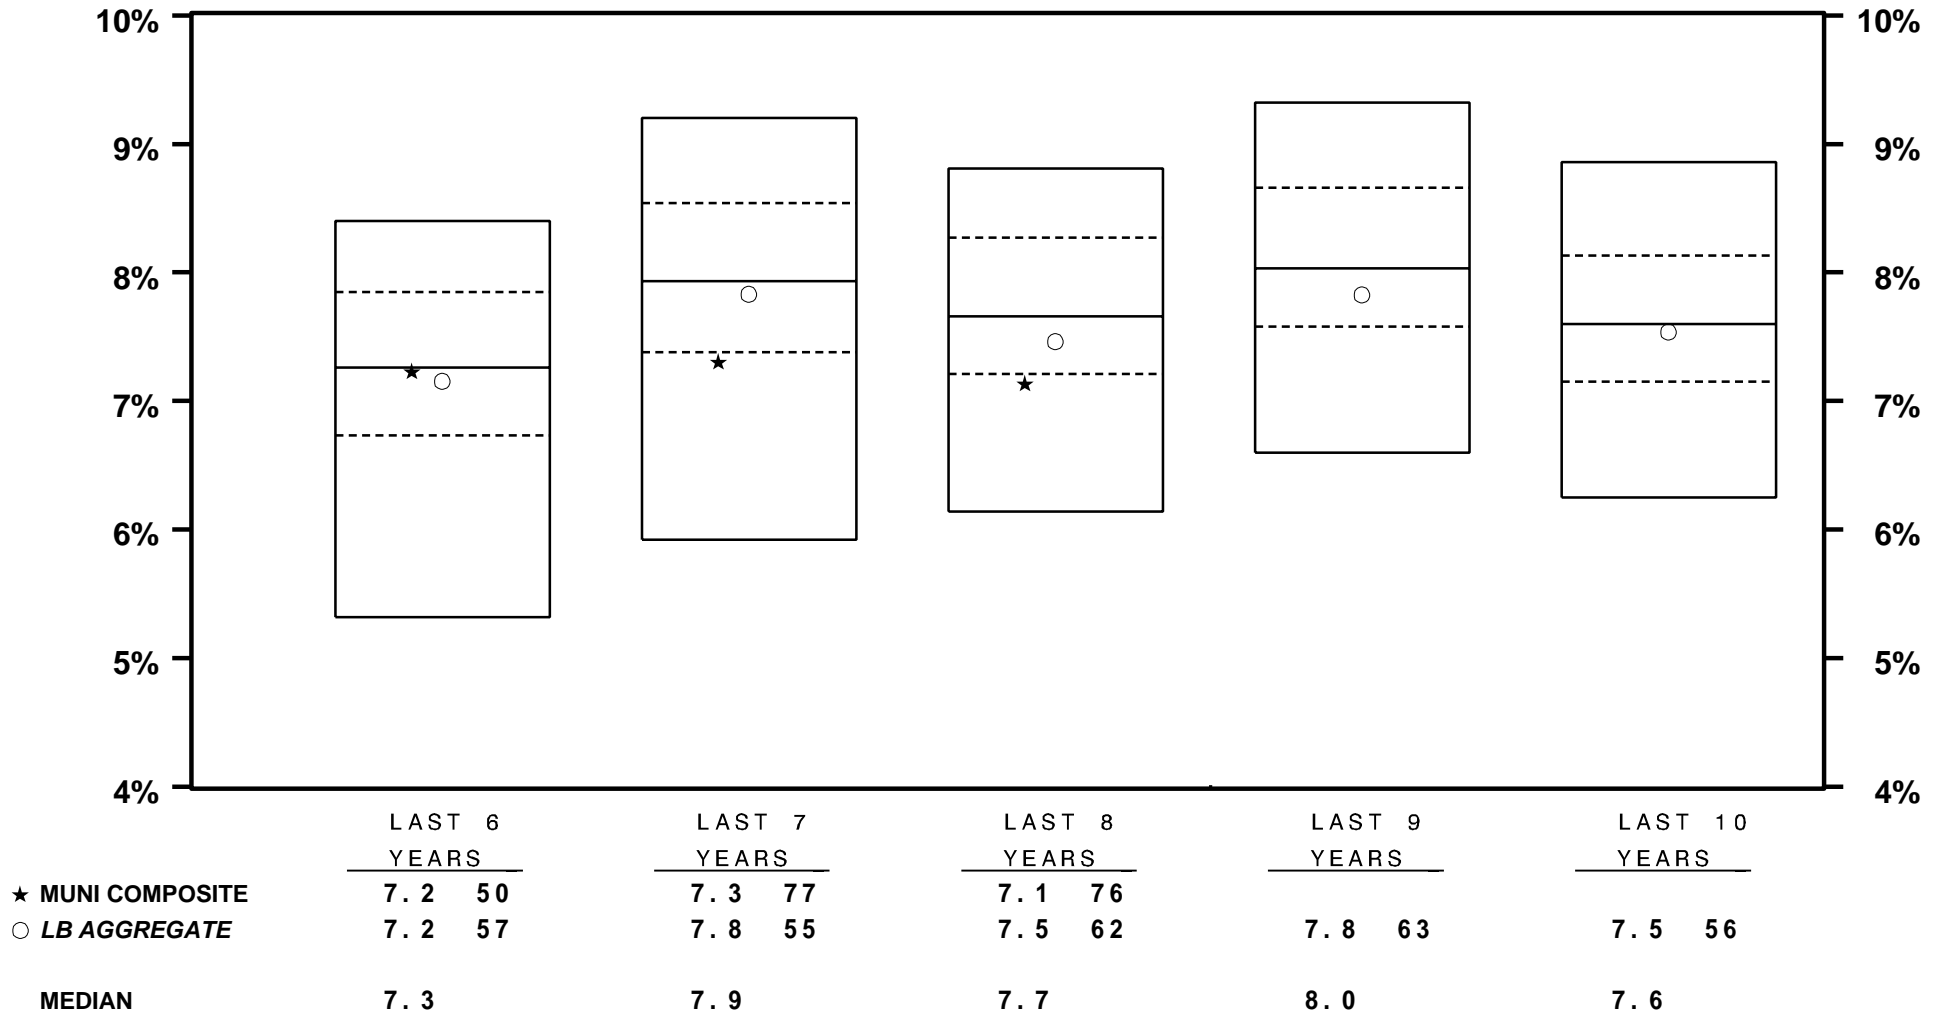 10% 10%
9% 9%
8% 8%
7% 7%
6% 6%
5% 5%
4% 4%
LAST 6 LAST 7 LAST 8 LAST 9 LAST 10
YEARS YEARS YEARS YEARS YEARS
★ MUNI COMPOSITE 7.2 50 7.3 77 7.1 76
○ LB AGGREGATE 7.2 57 7.8 55 7.5 62 7.8 63 7.5 56
MEDIAN 7.3 7.9 7.7 8.0 7.6